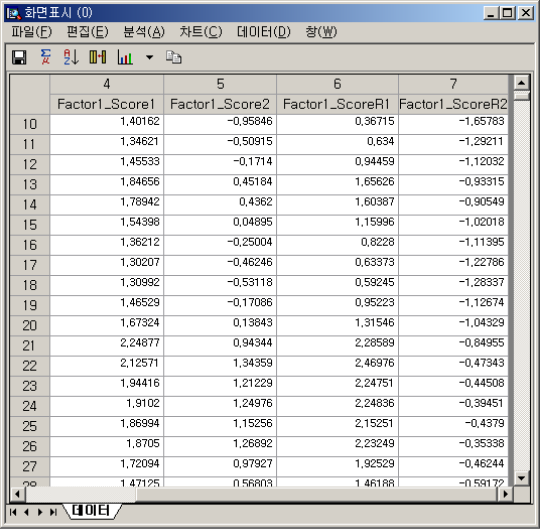 화면표시 (0)
파일(F) 편집(E) 분석(A) 차트(C) 데이터(D) 창(W)
4 5 6 7
Factor1_Score1 Factor1_Score2 Factor1_ScoreR1 Factor1_ScoreR2
10 1,40162 -0,95846 0,36715 -1,65783
11 1,34621 -0,50915 0,634 -1,29211
12 1,45533 -0,1714 0,94459 -1,12032
13 1,84656 0,45184 1,65626 -0,93315
14 1,78942 0,4362 1,60387 -0,90549
15 1,54398 0,04895 1,15996 -1,02018
16 1,36212 -0,25004 0,8228 -1,11395
17 1,30207 -0,46246 0,63373 -1,22786
18 1,30992 -0,53118 0,59245 -1,28337
19 1,46529 -0,17086 0,95223 -1,12674
20 1,67324 0,13843 1,31546 -1,04329
21 2,24877 0,94344 2,28589 -0,84955
22 2,12571 1,34359 2,46976 -0,47343
23 1,94416 1,21229 2,24751 -0,44508
24 1,9102 1,24976 2,24836 -0,39451
25 1,86994 1,15256 2,15251 -0,4379
26 1,8705 1,26892 2,23249 -0,35338
27 1,72094 0,97927 1,92529 -0,46244
28 1,47125 0,56803 1,46188 -0,59172
데이터